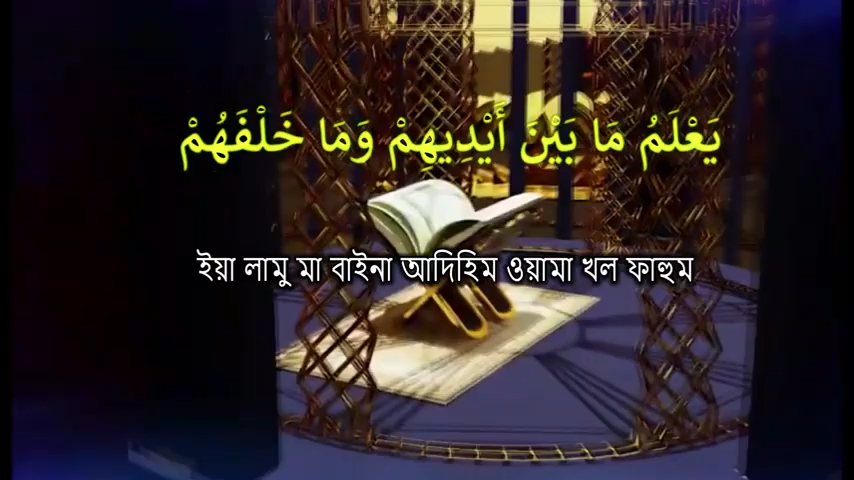 يَعْلَمُ مَا بَيْنَ أَيْدِيهِمْ وَمَا خَلْفَهُمْ
ইয়া লামু মা বাইনা আদিহিম ওয়ামা খল ফাহুম